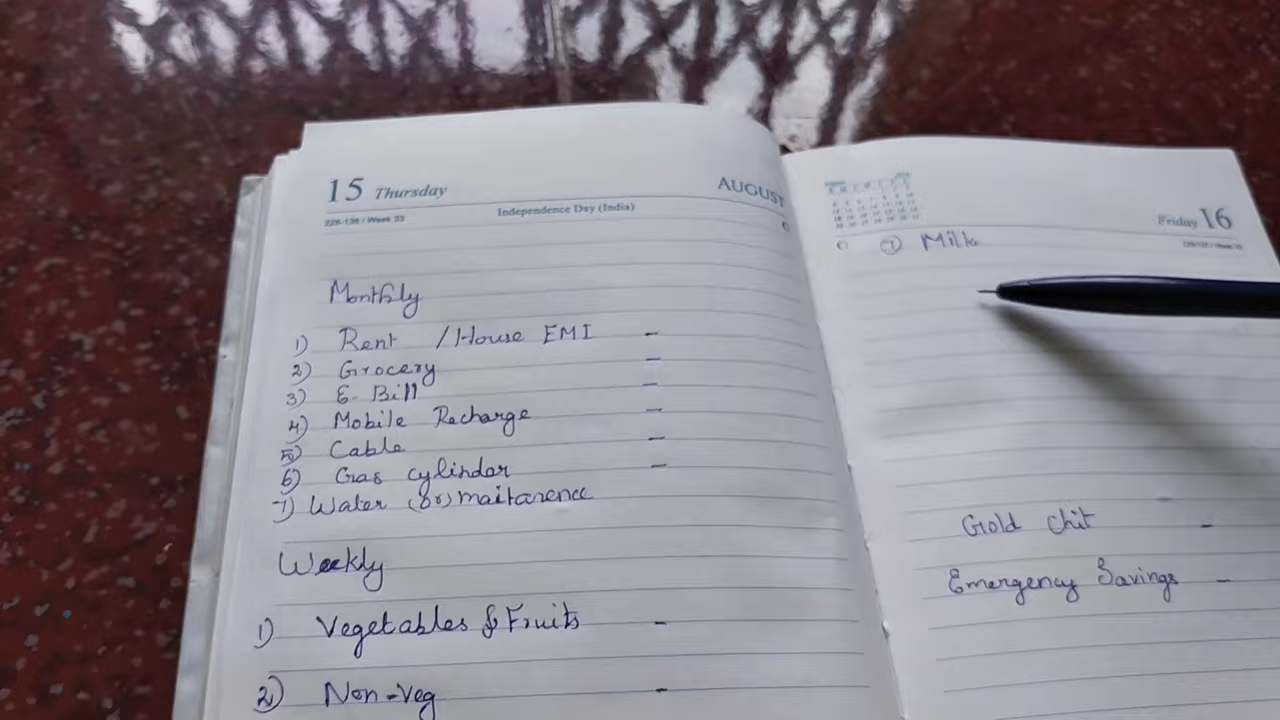 15 Thursday AUGUST
Independence Day (India)
Monthly
1) Rent / House EMI -
2) Grocery -
3) E-Bill -
4) Mobile Recharge -
5) Cable -
6) Gas cylinder -
7) Water (or) maitanence
Weekly
1) Vegetables & Fruits -
2) Non-Veg -
Friday 16
7) Milk
Gold chit -
Emergency Savings -